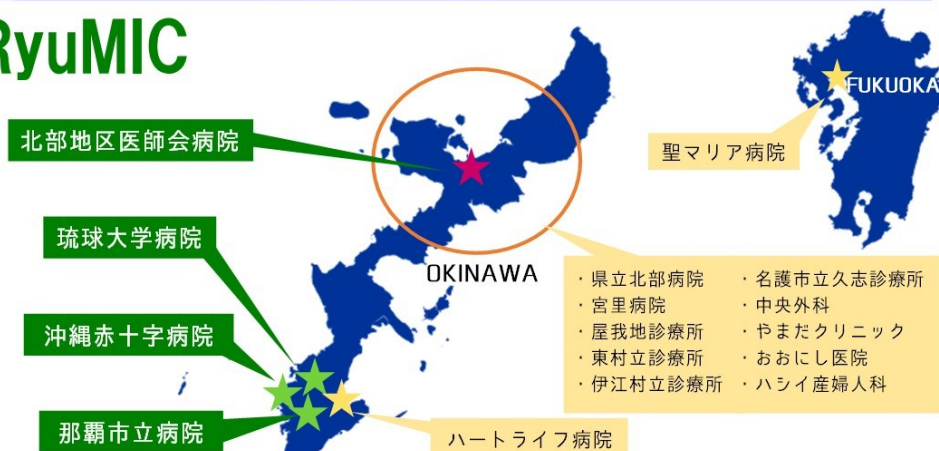 RyuMIC
北部地区医師会病院
琉球大学病院
沖縄赤十字病院
那覇市立病院
OKINAWA
ハートライフ病院
FUKUOKA
聖マリア病院
・県立北部病院
・宮里病院
・屋我地診療所
・東村立診療所
・伊江村立診療所
・名護市立久志診療所
・中央外科
・やまだクリニック
・おおにし医院
・ハシイ産婦人科